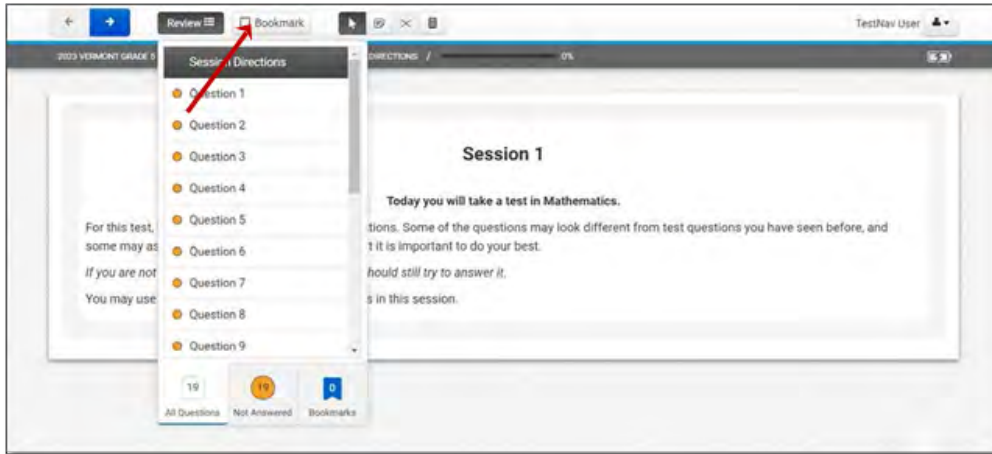 Review Bookmark TestNav User
2023 VERMONT GRADE DIRECTIONS / 0%
Session Directions
Question 1
Question 2
Question 3
Question 4
Question 5
Question 6
Question 7
Question 8
Question 9
19 19 0
All Questions Not Answered Bookmarks
Session 1
Today you will take a test in Mathematics.
For this test, tions. Some of the questions may look different from test questions you have seen before, and
some may as t it is important to do your best.
If you are not hould still try to answer it.
You may use s in this session.